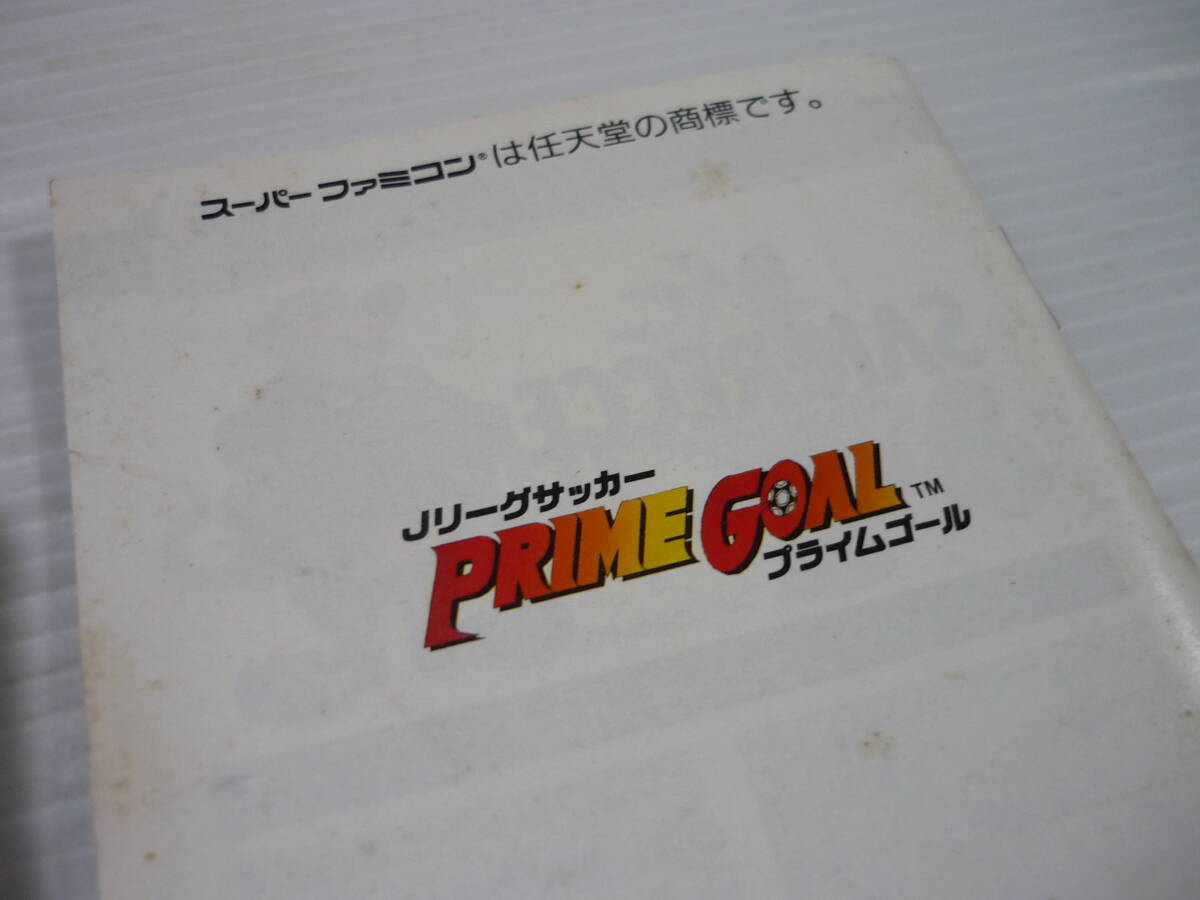 スーパーファミコン®は任天堂の商標です。
Jリーグサッカー
PRIME GOAL™
プライムゴール